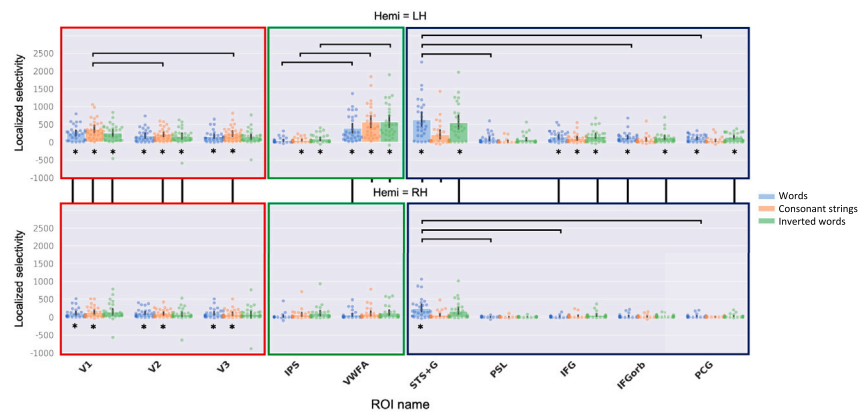 Hemi = LH
Localized selectivity
2500
2000
1500
1000
500
0
-500
-1000
* * * * * * * * * * * * * * * * * * * * * *
Hemi = RH
Localized selectivity
2500
2000
1500
1000
500
0
-500
-1000
* * * * * * *
Words
Consonant strings
Inverted words
V1
V2
V3
IPS
VWFA
STS+G
PSL
IFG
IFGorb
PCG
ROI name